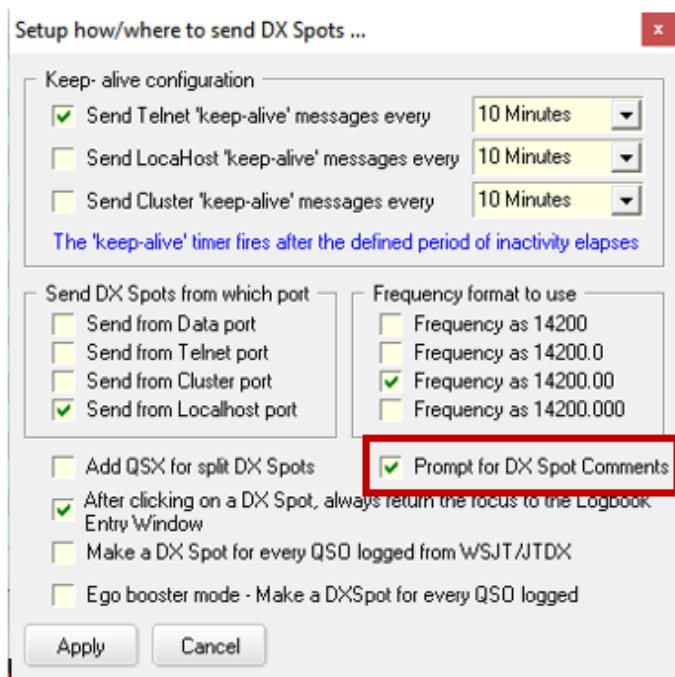 Setup how/where to send DX Spots ...
x
Keep- alive configuration
Send Telnet 'keep-alive' messages every 10 Minutes
Send LocaHost 'keep-alive' messages every 10 Minutes
Send Cluster 'keep-alive' messages every 10 Minutes
The 'keep-alive' timer fires after the defined period of inactivity elapses
Send DX Spots from which port
Send from Data port
Send from Telnet port
Send from Cluster port
Send from Localhost port
Frequency format to use
Frequency as 14200
Frequency as 14200.0
Frequency as 14200.00
Frequency as 14200.000
Add QSX for split DX Spots
Prompt for DX Spot Comments
After clicking on a DX Spot, always return the focus to the Logbook
Entry Window
Make a DX Spot for every QSO logged from WSJT/JTDX
Ego booster mode - Make a DXSpot for every QSO logged
Apply
Cancel